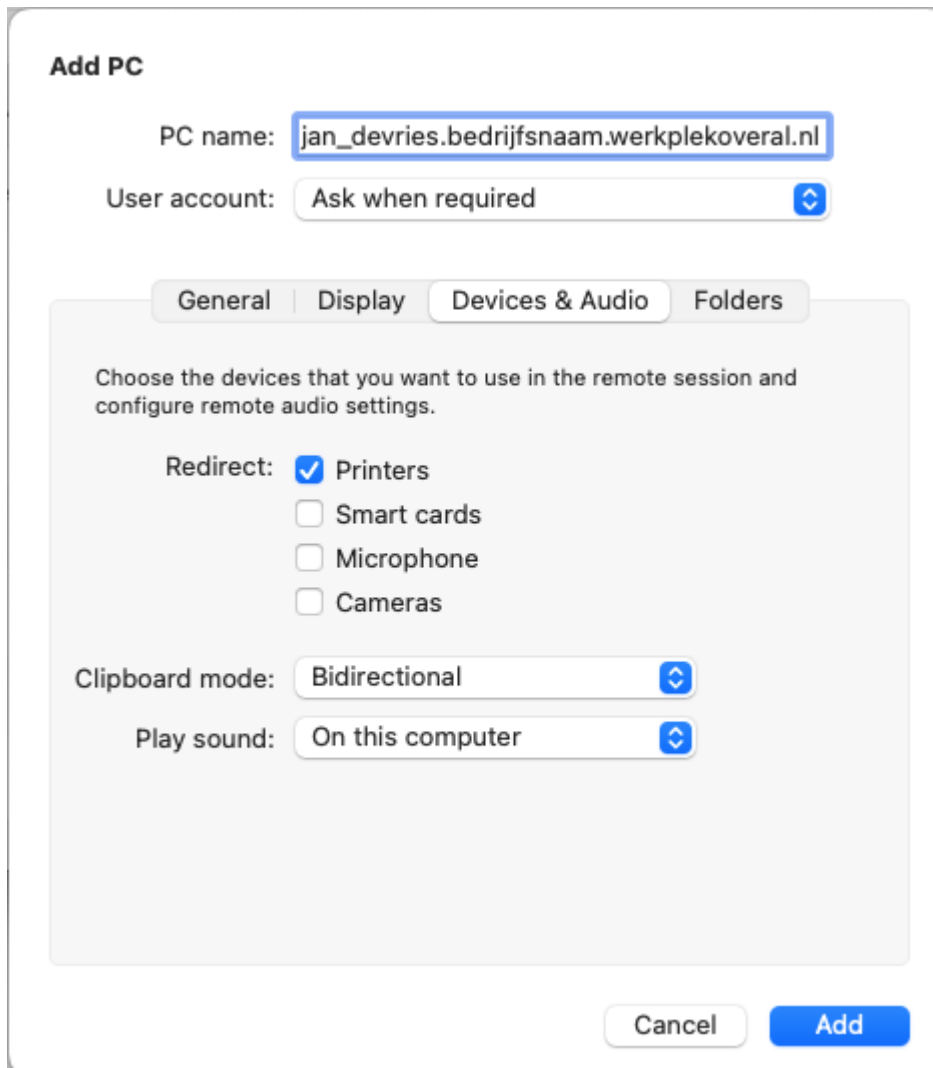 Add PC
PC name: jan_devries.bedrijfsnaam.werkplekoveral.nl
User account: Ask when required
General Display Devices & Audio Folders
Choose the devices that you want to use in the remote session and
configure remote audio settings.
Redirect: Printers
Smart cards
Microphone
Cameras
Clipboard mode: Bidirectional
Play sound: On this computer
Cancel Add